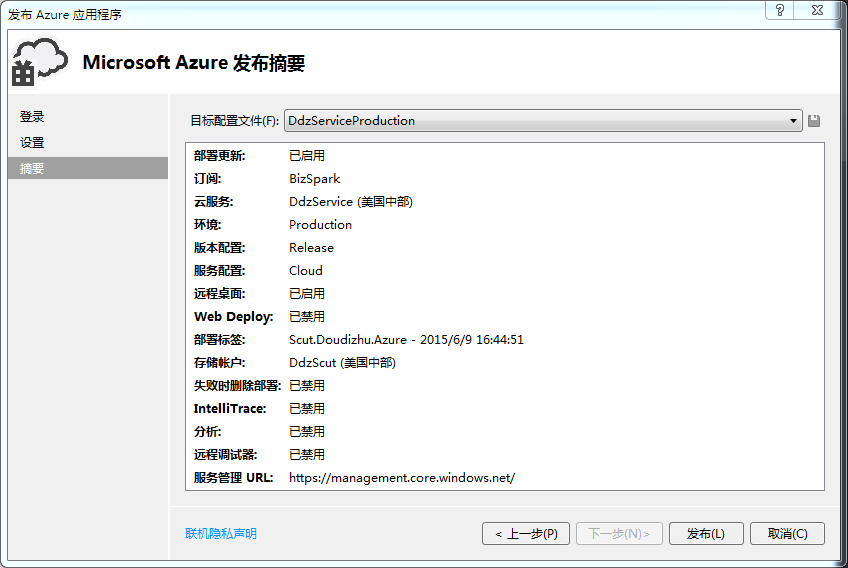 发布 Azure 应用程序
Microsoft Azure 发布摘要
登录
设置
摘要
目标配置文件(F): DdzServiceProduction
部署更新: 已启用
订阅: BizSpark
云服务: DdzService (美国中部)
环境: Production
版本配置: Release
服务配置: Cloud
远程桌面: 已启用
Web Deploy: 已禁用
部署标签: Scut.Doudizhu.Azure - 2015/6/9 16:44:51
存储帐户: DdzScut (美国中部)
失败时删除部署: 已禁用
IntelliTrace: 已禁用
分析: 已禁用
远程调试器: 已禁用
服务管理 URL: https://management.core.windows.net/
联机隐私声明 < 上一步(P) 下一步(N) > 发布(L) 取消(C)